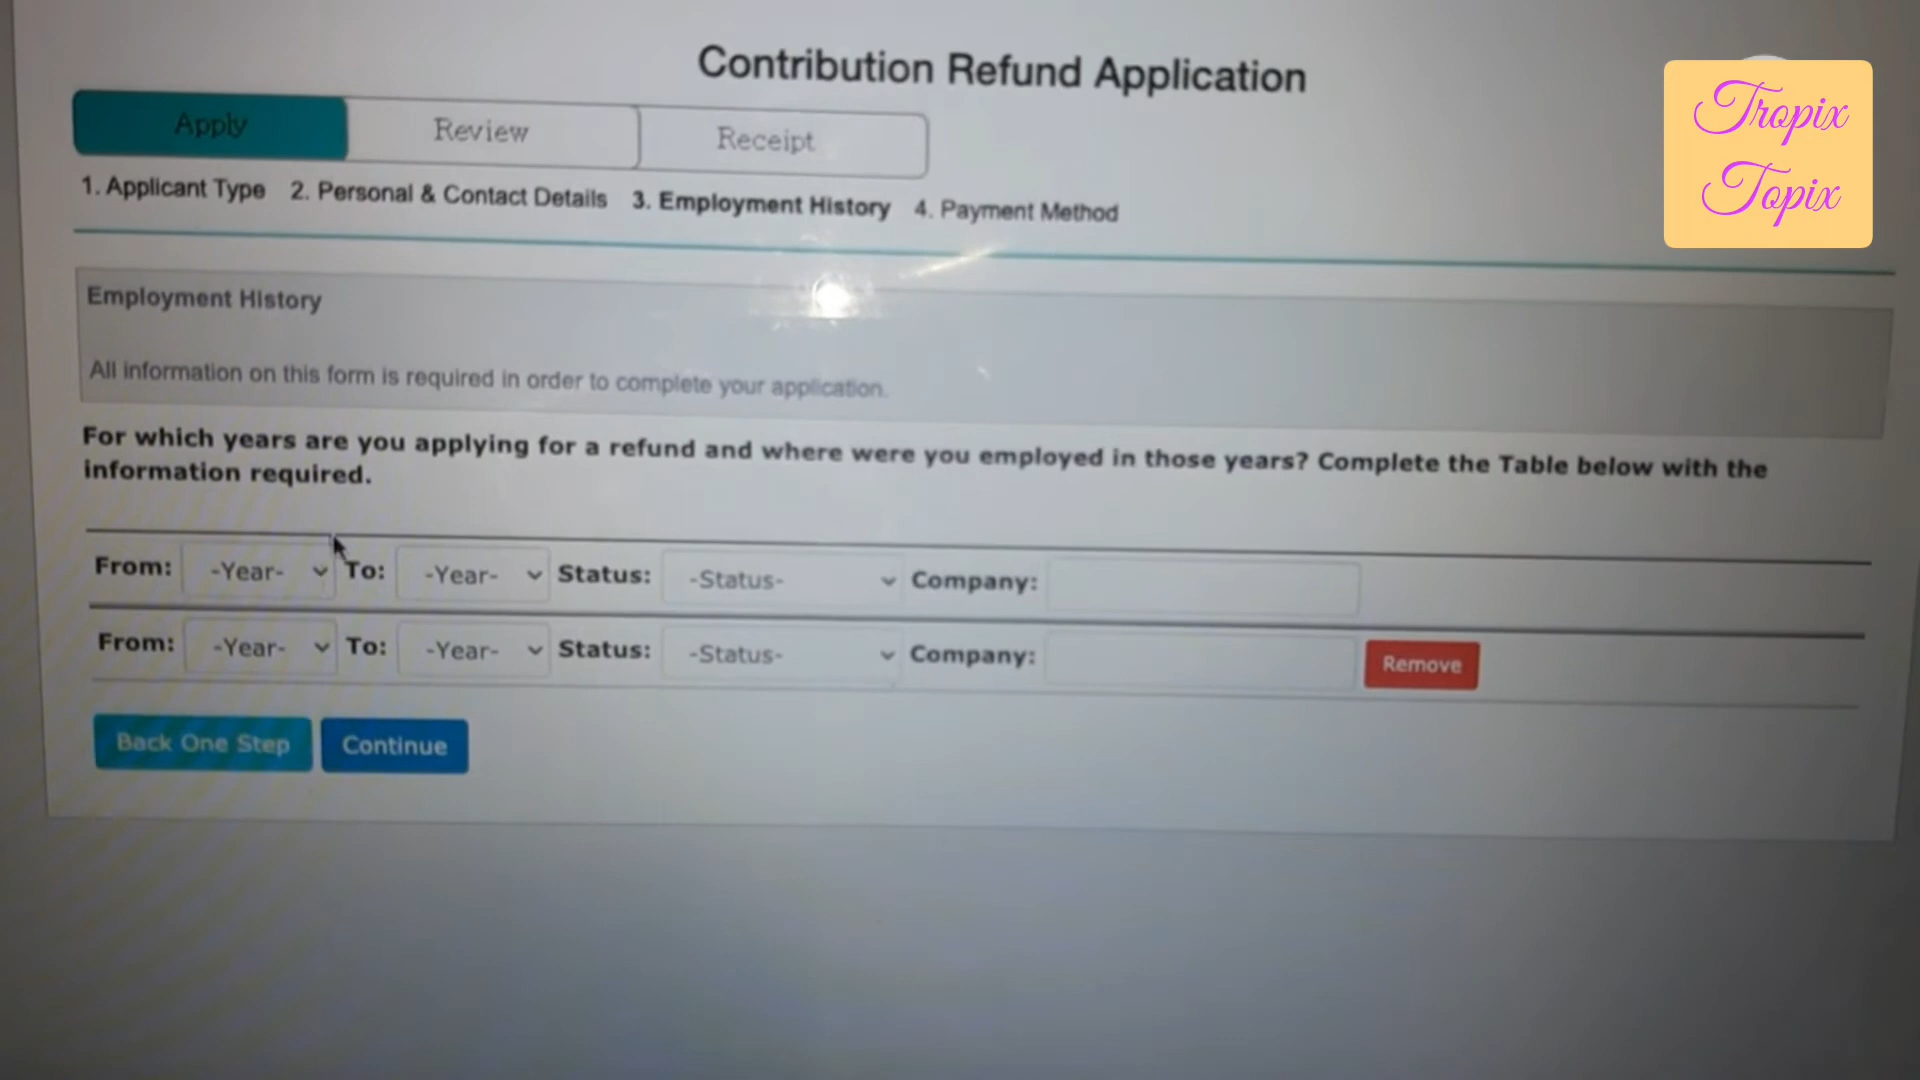 Contribution Refund Application
Tropix
Topix
Apply Review Receipt
1. Applicant Type 2. Personal & Contact Details 3. Employment History 4. Payment Method
Employment History
All information on this form is required in order to complete your application.
For which years are you applying for a refund and where were you employed in those years? Complete the Table below with the
information required.
From: -Year- To: -Year- Status: -Status- Company:
From: -Year- To: -Year- Status: -Status- Company: Remove
Back One Step Continue